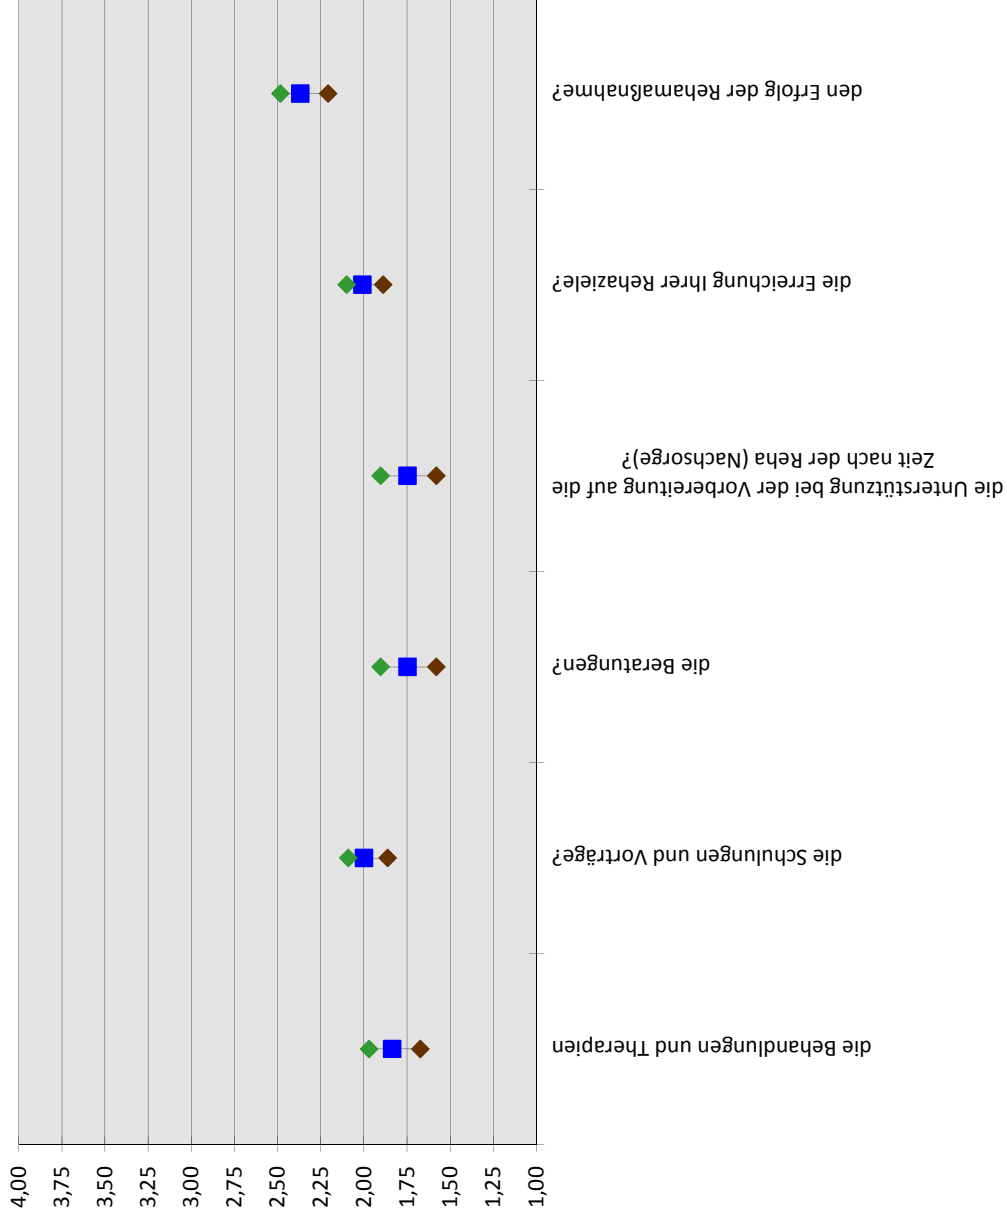 den Erfolg der Rehamaßnahme?
die Erreichung Ihrer Rehaziele?
die Unterstützung bei der Vorbereitung auf die
Zeit nach der Reha (Nachsorge)?
die Beratungen?
die Schulungen und Vorträge?
die Behandlungen und Therapien
4,00
3,75
3,50
3,25
3,00
2,75
2,50
2,25
2,00
1,75
1,50
1,25
1,00